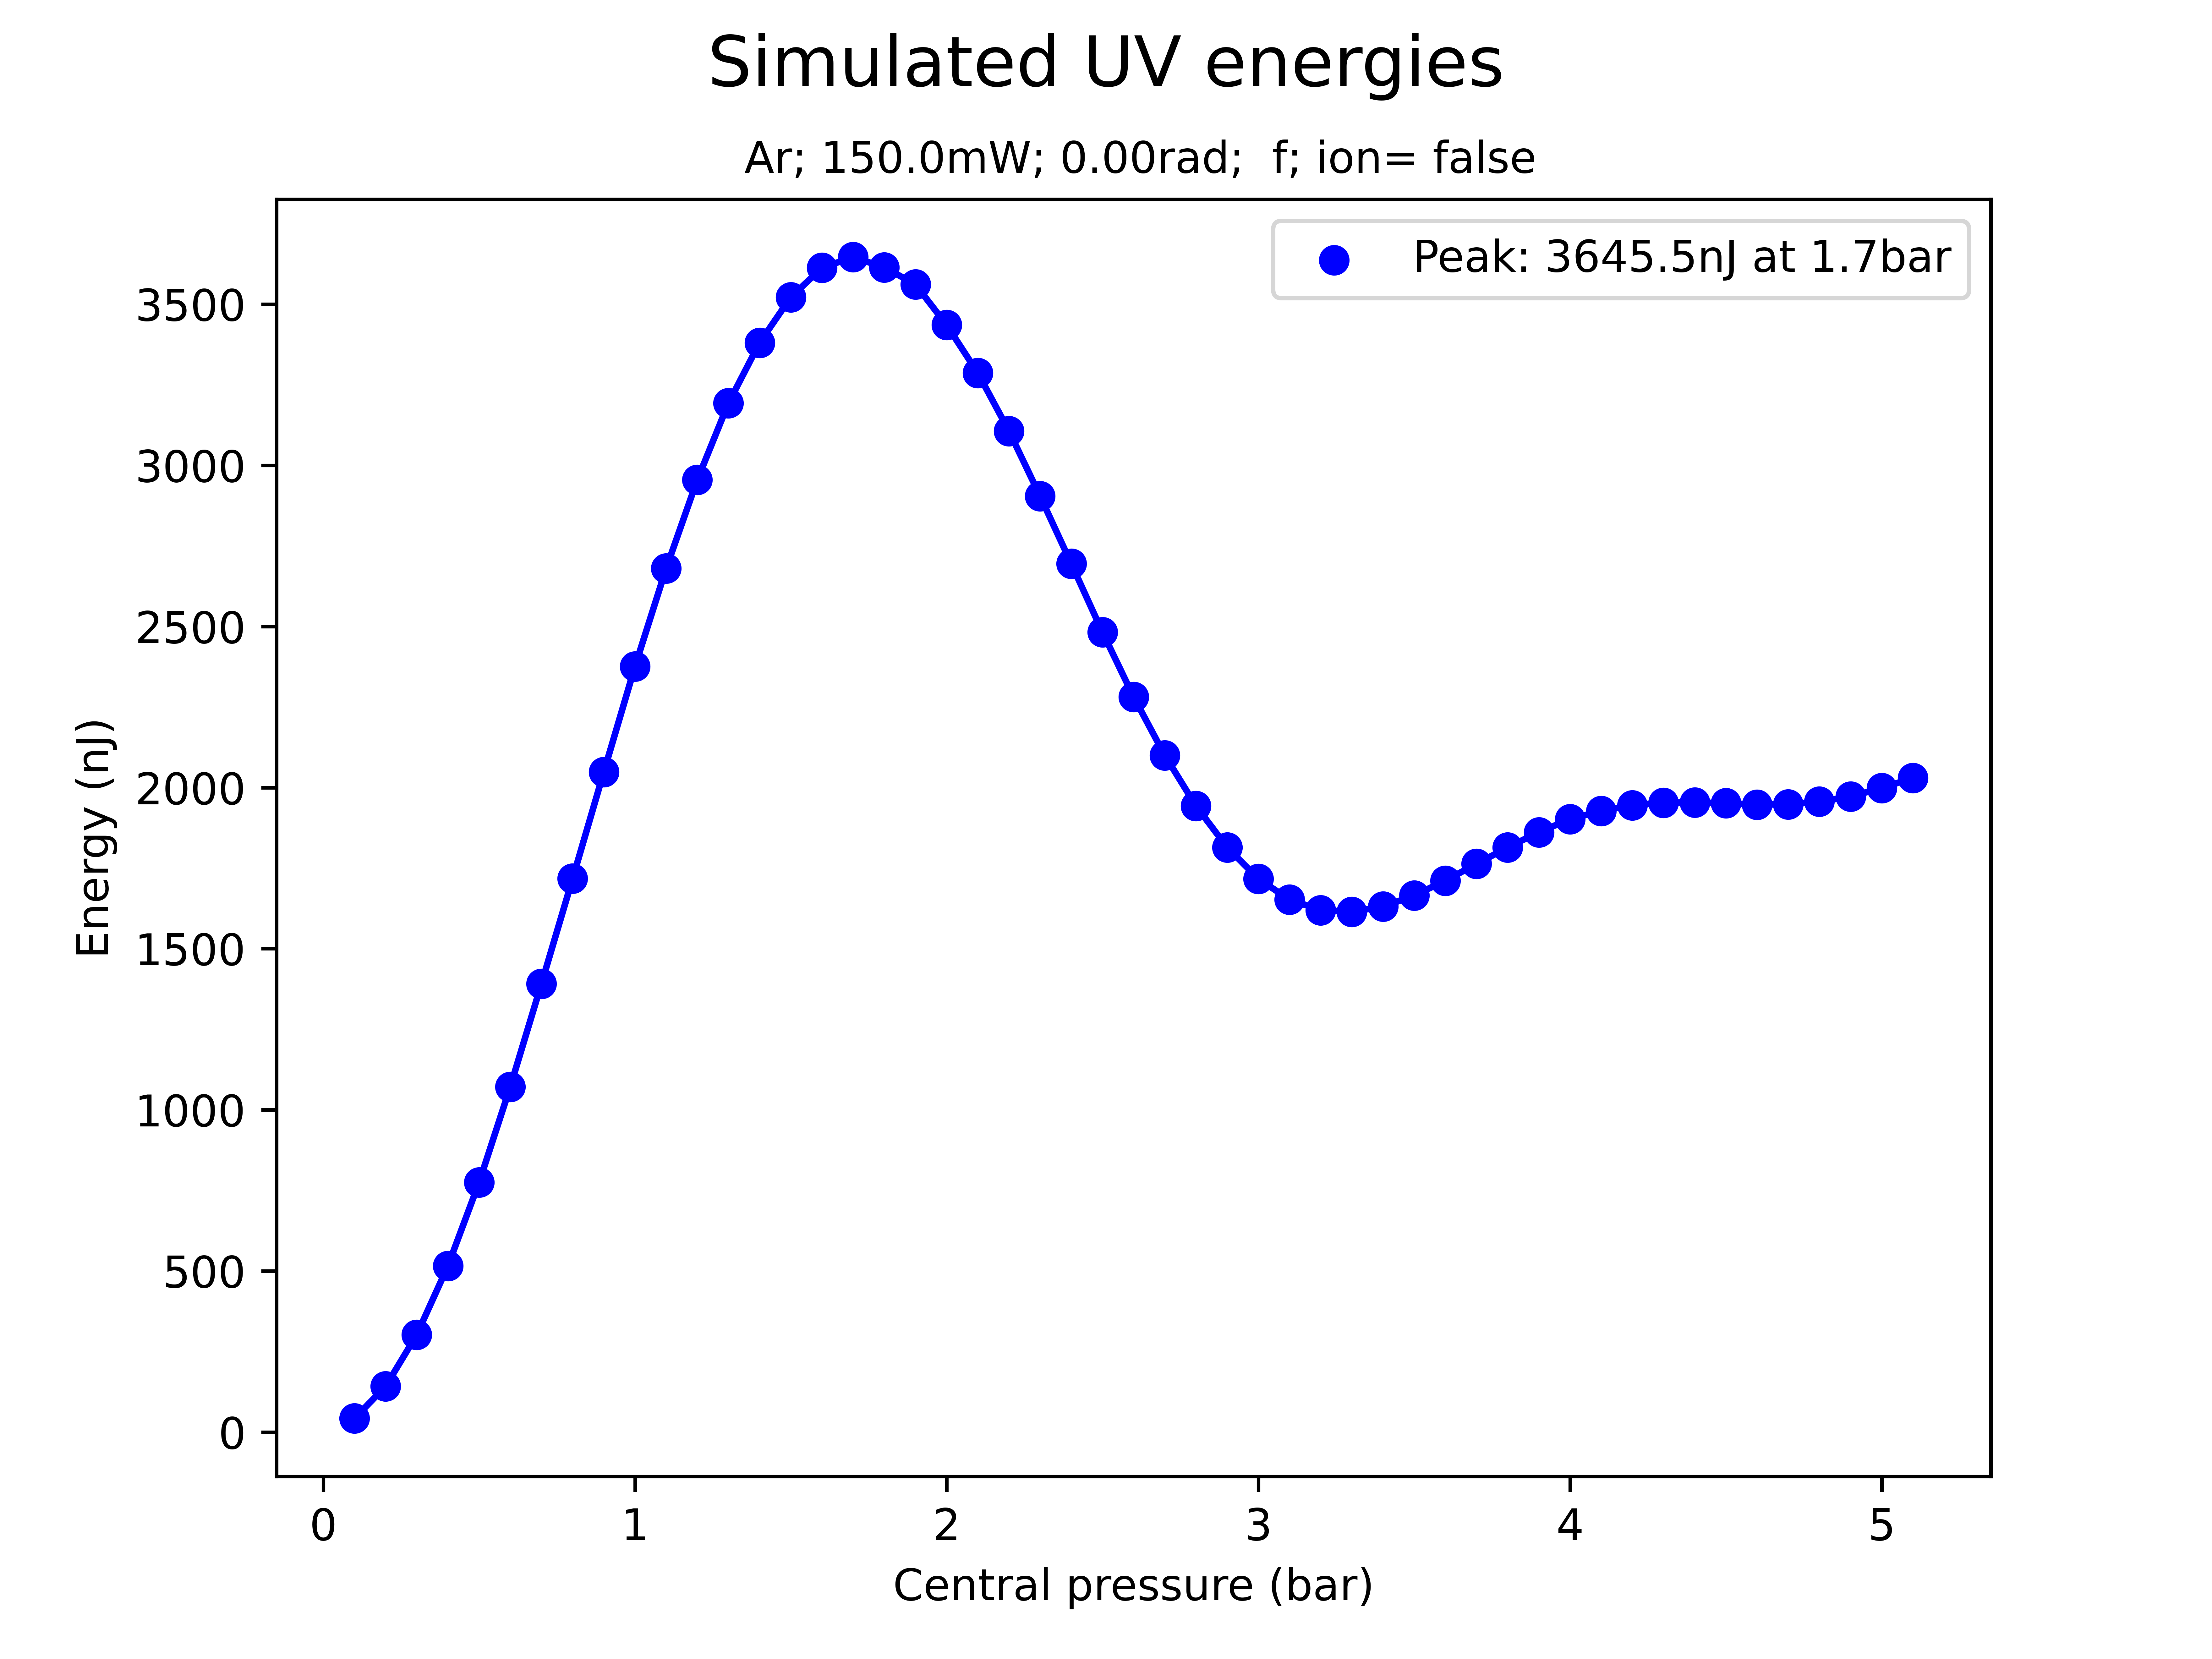 Simulated UV energies
Ar; 150.0mW; 0.00rad;  f; ion= false
Peak: 3645.5nJ at 1.7bar
Energy (nJ)
3500
3000
2500
2000
1500
1000
500
0
0 1 2 3 4 5
Central pressure (bar)